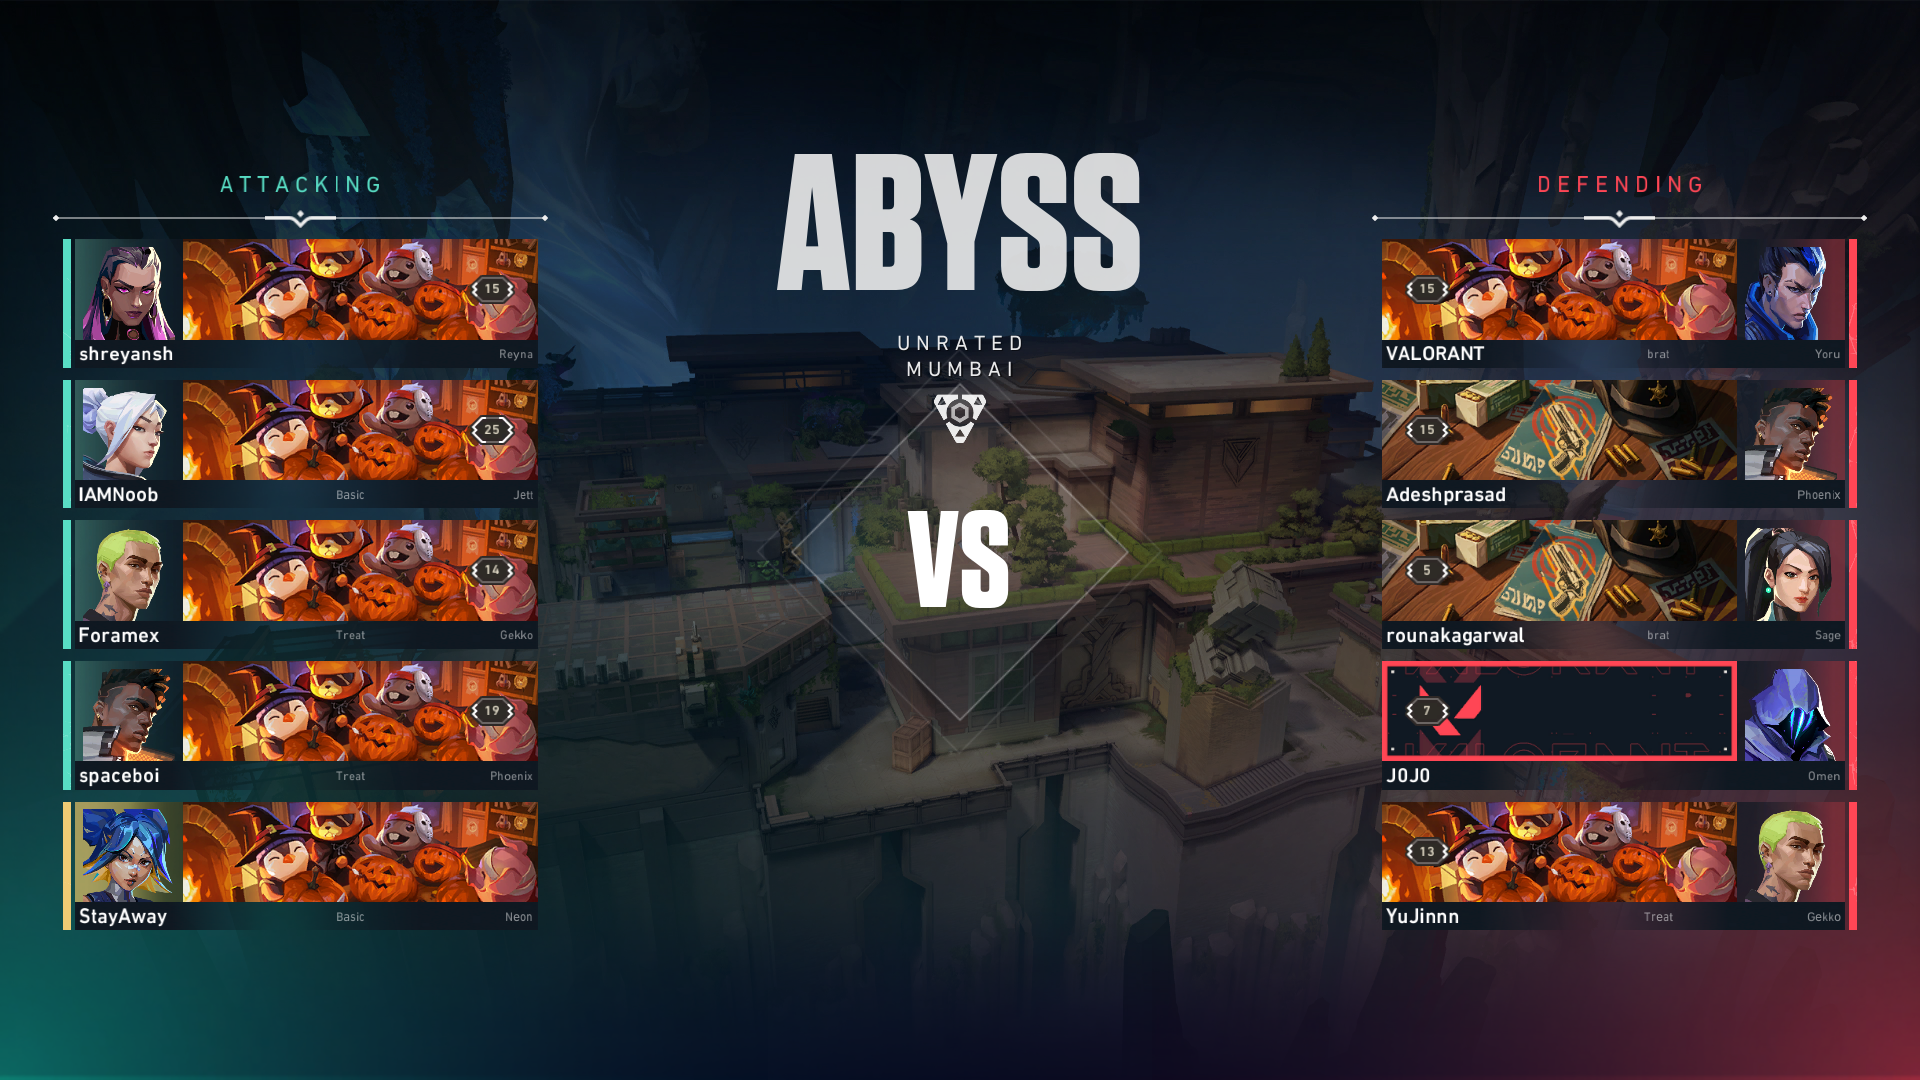 ATTACKING
15
shreyansh Reyna
25
IAMNoob Basic Jett
14
Foramex Treat Gekko
19
spaceboi Treat Phoenix
StayAway Basic Neon
ABYSS
UNRATED
MUMBAI
VS
DEFENDING
15
VALORANT brat Yoru
15
Adeshprasad Phoenix
5
rounakagarwal brat Sage
7
J0J0 Omen
13
YuJinnn Treat Gekko